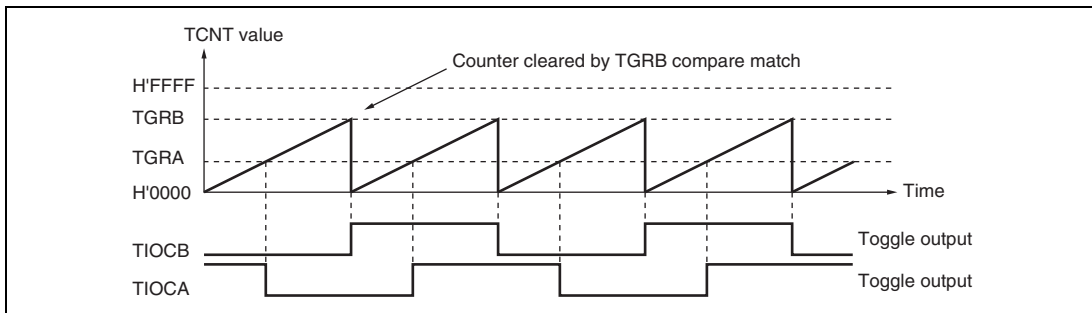 TCNT value
Counter cleared by TGRB compare match
H'FFFF
TGRB
TGRA
H'0000
Time
TIOCB
Toggle output
TIOCA
Toggle output